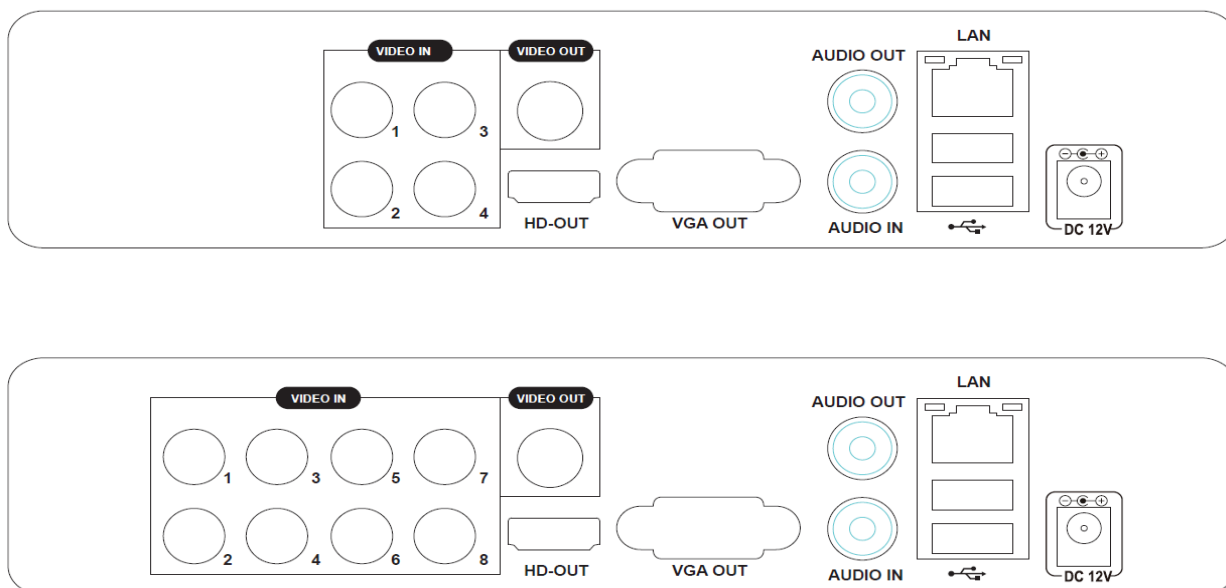 LAN
VIDEO IN VIDEO OUT AUDIO OUT
1 3
2 4
HD-OUT VGA OUT AUDIO IN DC 12V
LAN
VIDEO IN VIDEO OUT AUDIO OUT
1 3 5 7
2 4 6 8
HD-OUT VGA OUT AUDIO IN DC 12V